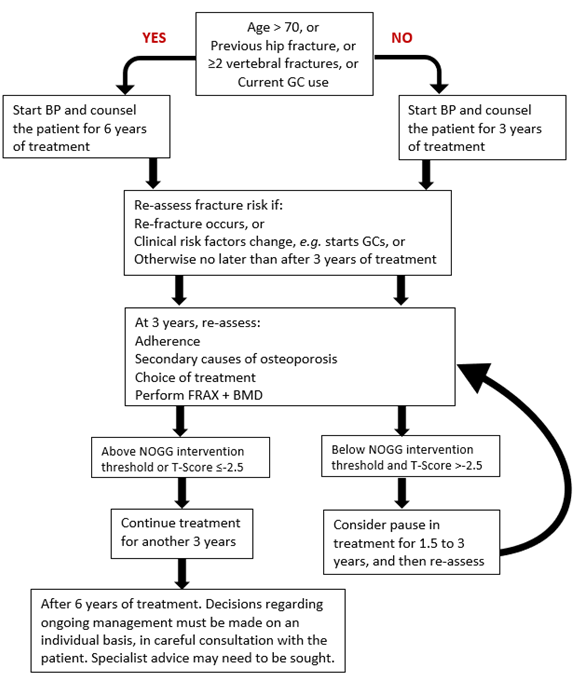 Age > 70, or
Previous hip fracture, or
≥2 vertebral fractures, or
Current GC use
YES
NO
Start BP and counsel
the patient for 6 years
of treatment
Start BP and counsel
the patient for 3 years
of treatment
Re-assess fracture risk if:
Re-fracture occurs, or
Clinical risk factors change, e.g. starts GCs, or
Otherwise no later than after 3 years of treatment
At 3 years, re-assess:
Adherence
Secondary causes of osteoporosis
Choice of treatment
Perform FRAX + BMD
Above NOGG intervention
threshold or T-Score ≤-2.5
Below NOGG intervention
threshold and T-Score >-2.5
Continue treatment
for another 3 years
Consider pause in
treatment for 1.5 to 3
years, and then re-assess
After 6 years of treatment. Decisions regarding
ongoing management must be made on an
individual basis, in careful consultation with the
patient. Specialist advice may need to be sought.